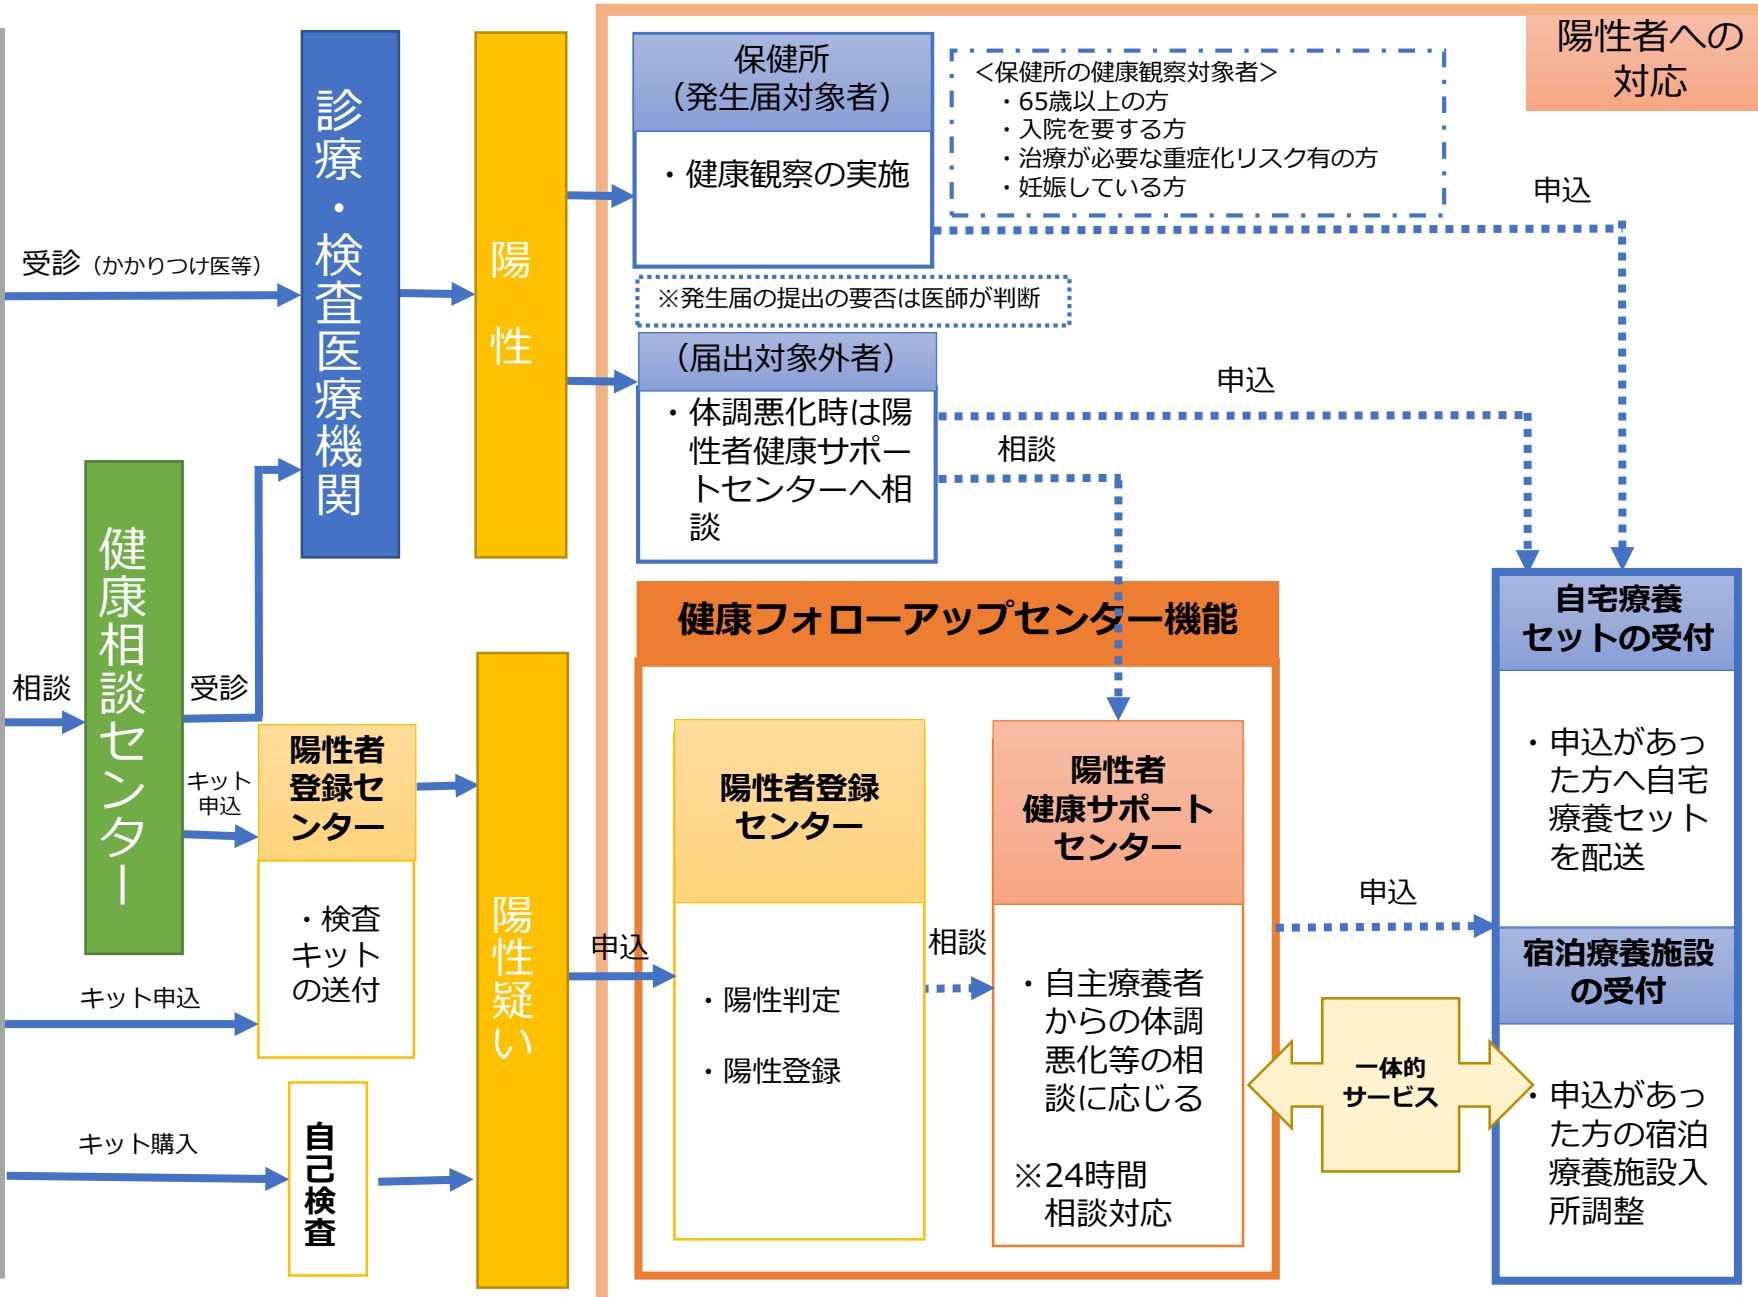 受診（かかりつけ医等）
相談
健康相談センター
受診
キット
申込
キット申込
キット購入
診療・検査医療機関
陽性者
登録セ
ンター
・検査
キット
の送付
自己検査
陽性
陽性疑い
申込
陽性者への
対応
保健所
（発生届対象者）
・健康観察の実施
＜保健所の健康観察対象者＞
・65歳以上の方
・入院を要する方
・治療が必要な重症化リスク有の方
・妊娠している方
申込
※発生届の提出の要否は医師が判断
（届出対象外者）
・体調悪化時は陽
性者健康サポー
トセンターへ相
談
申込
相談
健康フォローアップセンター機能
陽性者登録
センター
・陽性判定
・陽性登録
相談
陽性者
健康サポート
センター
・自主療養者
からの体調
悪化等の相
談に応じる
※24時間
相談対応
申込
一体的
サービス
自宅療養
セットの受付
・申込があっ
た方へ自宅
療養セット
を配送
宿泊療養施設
の受付
・申込があっ
た方の宿泊
療養施設入
所調整